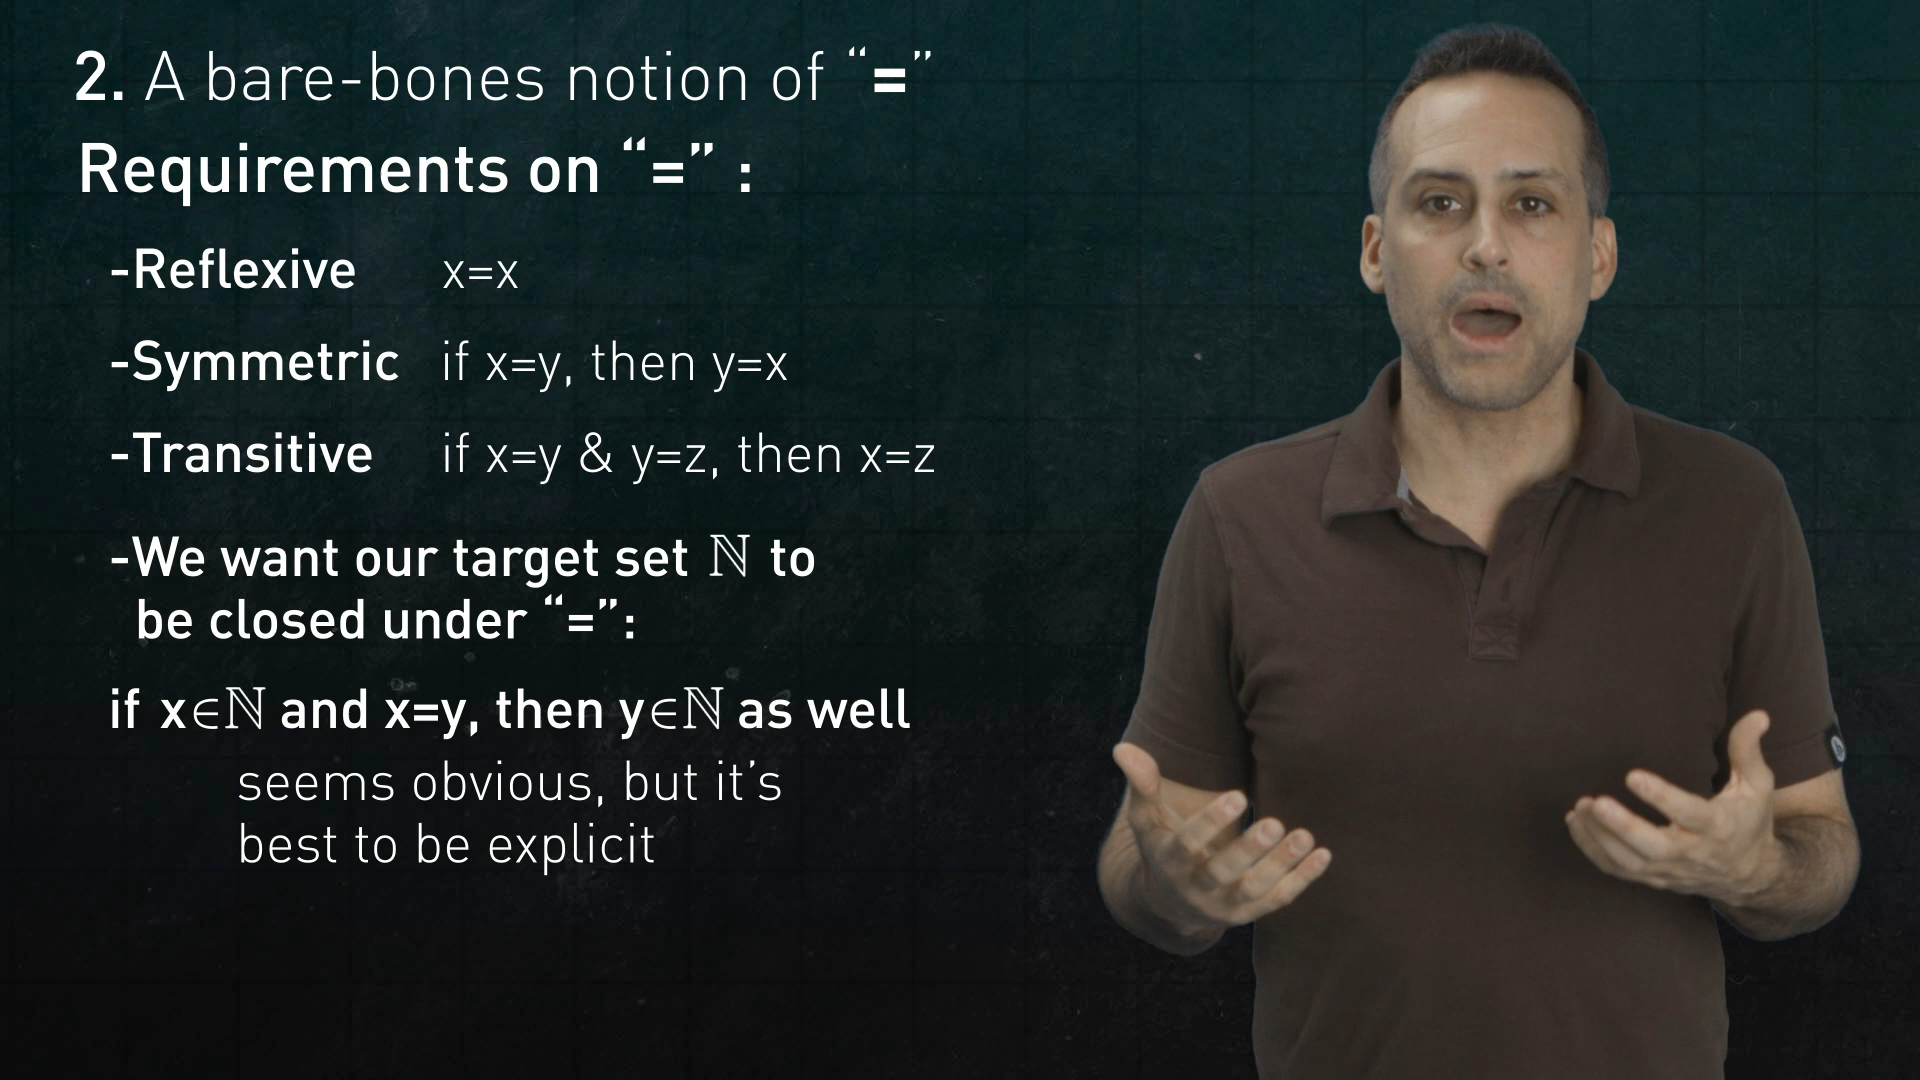 2. A bare-bones notion of “=”
Requirements on “=” :
-Reflexive x=x
-Symmetric if x=y, then y=x
-Transitive if x=y & y=z, then x=z
-We want our target set ℕ to
be closed under “=”:
if x∈ℕ and x=y, then y∈ℕ as well
seems obvious, but it’s
best to be explicit